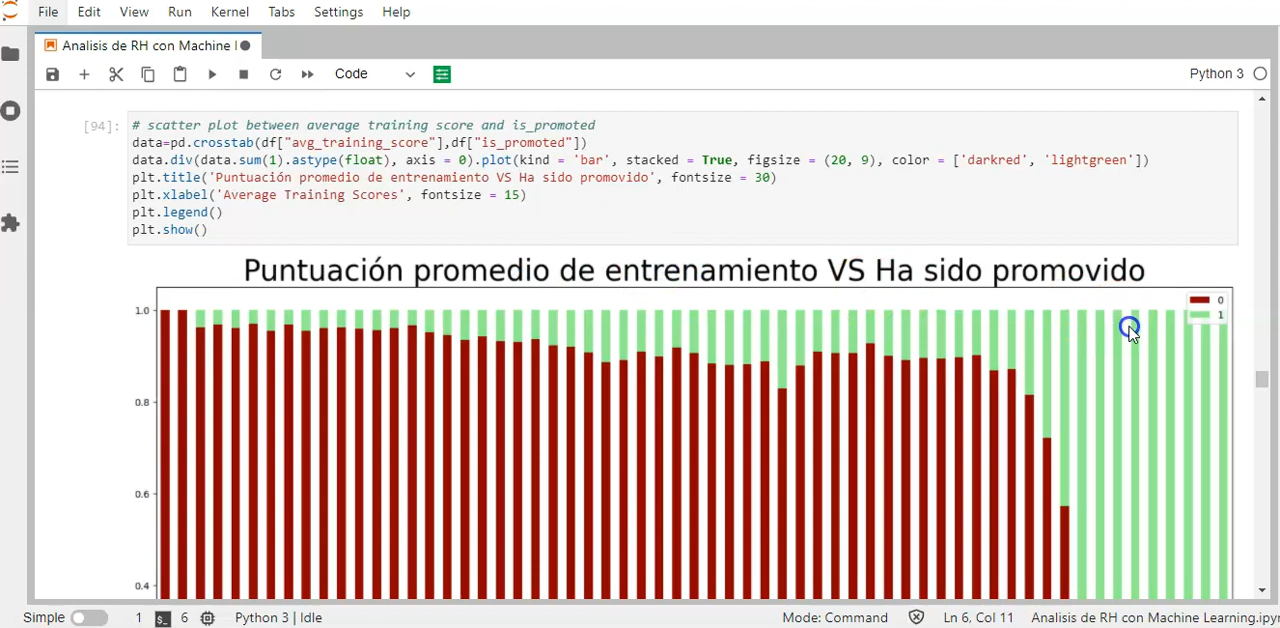 File Edit View Run Kernel Tabs Settings Help
Analisis de RH con Machine
Code
Python 3
[94]:
# scatter plot between average training score and is_promoted
data=pd.crosstab(df["avg_training_score"],df["is_promoted"])
data.div(data.sum(1).astype(float), axis = 0).plot(kind = 'bar', stacked = True, figsize = (20, 9), color = ['darkred', 'lightgreen'])
plt.title('Puntuación promedio de entrenamiento VS Ha sido promovido', fontsize = 30)
plt.xlabel('Average Training Scores', fontsize = 15)
plt.legend()
plt.show()
Puntuación promedio de entrenamiento VS Ha sido promovido
0
1
1.0
0.8
0.6
0.4
Simple 1 6 Python 3 | Idle Mode: Command Ln 6, Col 11 Analisis de RH con Machine Learning.ipy